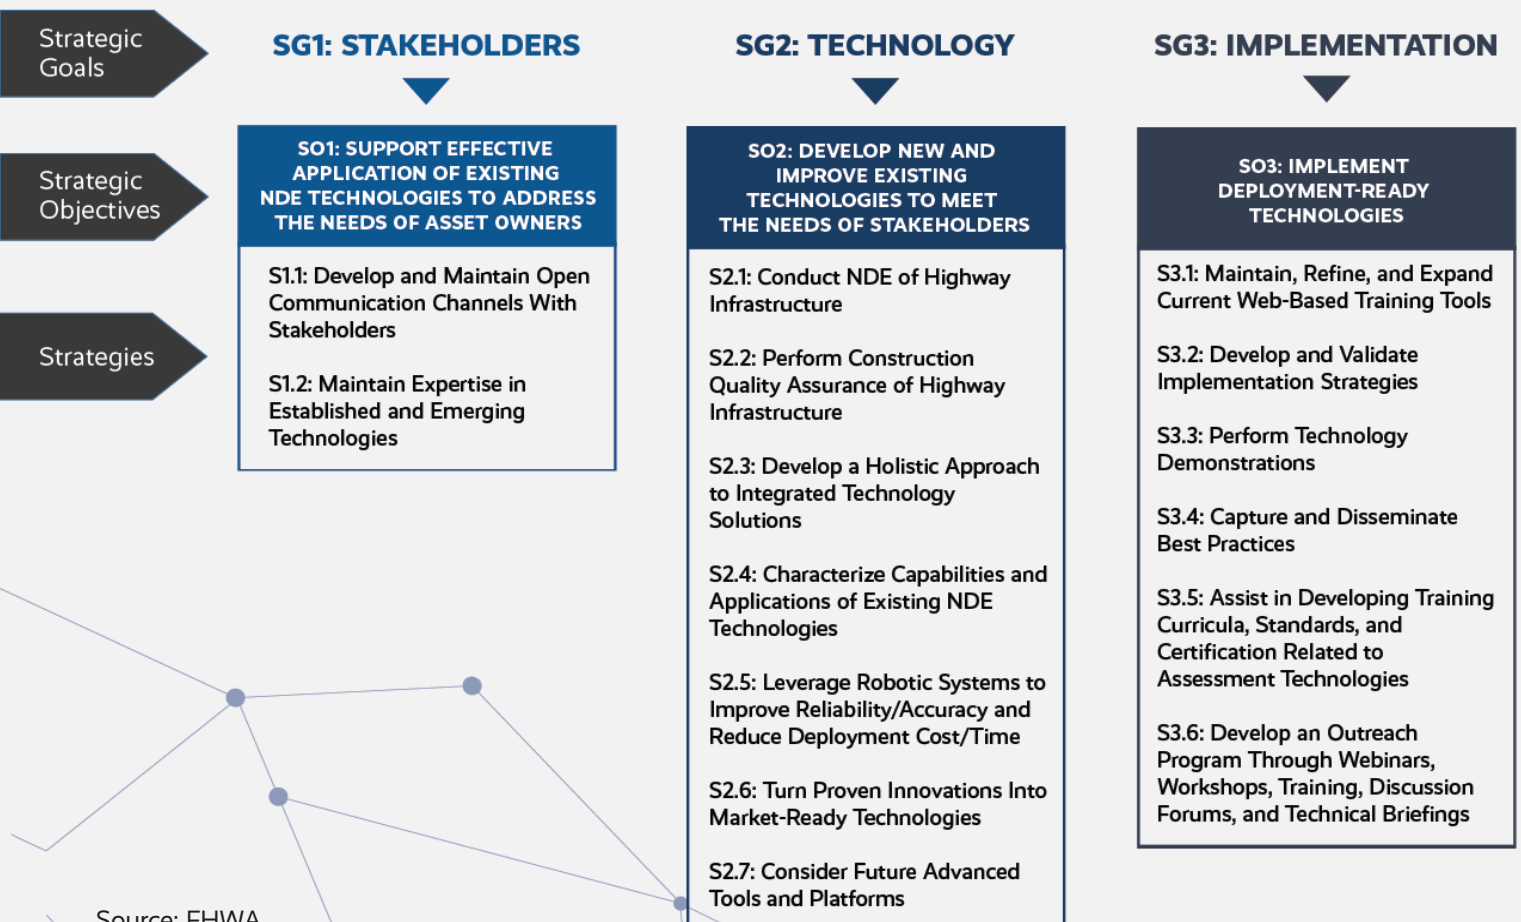 Strategic
Goals
SG1: STAKEHOLDERS
SG2: TECHNOLOGY
SG3: IMPLEMENTATION
Strategic
Objectives
SO1: SUPPORT EFFECTIVE
APPLICATION OF EXISTING
NDE TECHNOLOGIES TO ADDRESS
THE NEEDS OF ASSET OWNERS
SO2: DEVELOP NEW AND
IMPROVE EXISTING
TECHNOLOGIES TO MEET
THE NEEDS OF STAKEHOLDERS
SO3: IMPLEMENT
DEPLOYMENT-READY
TECHNOLOGIES
Strategies
S1.1: Develop and Maintain Open
Communication Channels With
Stakeholders
S1.2: Maintain Expertise in
Established and Emerging
Technologies
S2.1: Conduct NDE of Highway
Infrastructure
S2.2: Perform Construction
Quality Assurance of Highway
Infrastructure
S2.3: Develop a Holistic Approach
to Integrated Technology
Solutions
S2.4: Characterize Capabilities and
Applications of Existing NDE
Technologies
S2.5: Leverage Robotic Systems to
Improve Reliability/Accuracy and
Reduce Deployment Cost/Time
S2.6: Turn Proven Innovations Into
Market-Ready Technologies
S2.7: Consider Future Advanced
Tools and Platforms
S3.1: Maintain, Refine, and Expand
Current Web-Based Training Tools
S3.2: Develop and Validate
Implementation Strategies
S3.3: Perform Technology
Demonstrations
S3.4: Capture and Disseminate
Best Practices
S3.5: Assist in Developing Training
Curricula, Standards, and
Certification Related to
Assessment Technologies
S3.6: Develop an Outreach
Program Through Webinars,
Workshops, Training, Discussion
Forums, and Technical Briefings
Source: FHWA